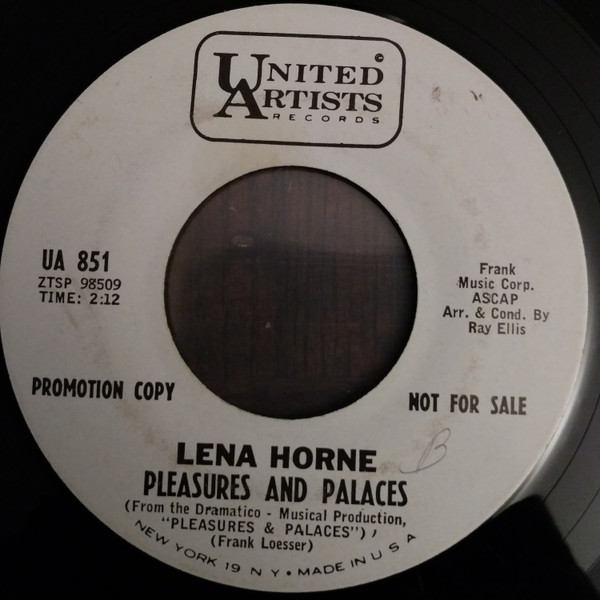 UNITED ©
ARTISTS
RECORDS
UA 851
ZTSP 98509
TIME: 2:12
Frank
Music Corp.
ASCAP
Arr. & Cond. By
Ray Ellis
PROMOTION COPY
NOT FOR SALE
B
LENA HORNE
PLEASURES AND PALACES
(From the Dramatico - Musical Production,
"PLEASURES & PALACES")
(Frank Loesser)
NEW YORK 19 N Y • MADE IN U S A